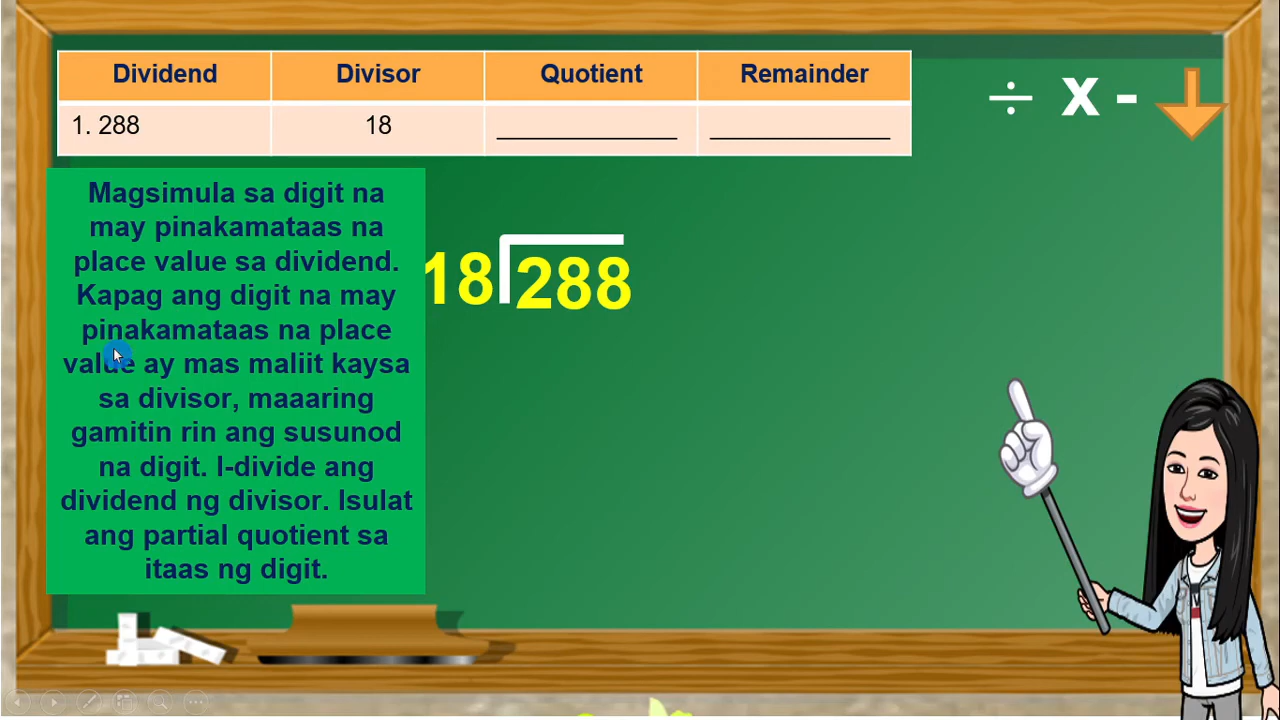 Dividend Divisor Quotient Remainder
1. 288 18 __________ __________
÷ x -
Magsimula sa digit na
may pinakamataas na
place value sa dividend.
Kapag ang digit na may
pinakamataas na place
value ay mas maliit kaysa
sa divisor, maaaring
gamitin rin ang susunod
na digit. I-divide ang
dividend ng divisor. Isulat
ang partial quotient sa
itaas ng digit.
18 288